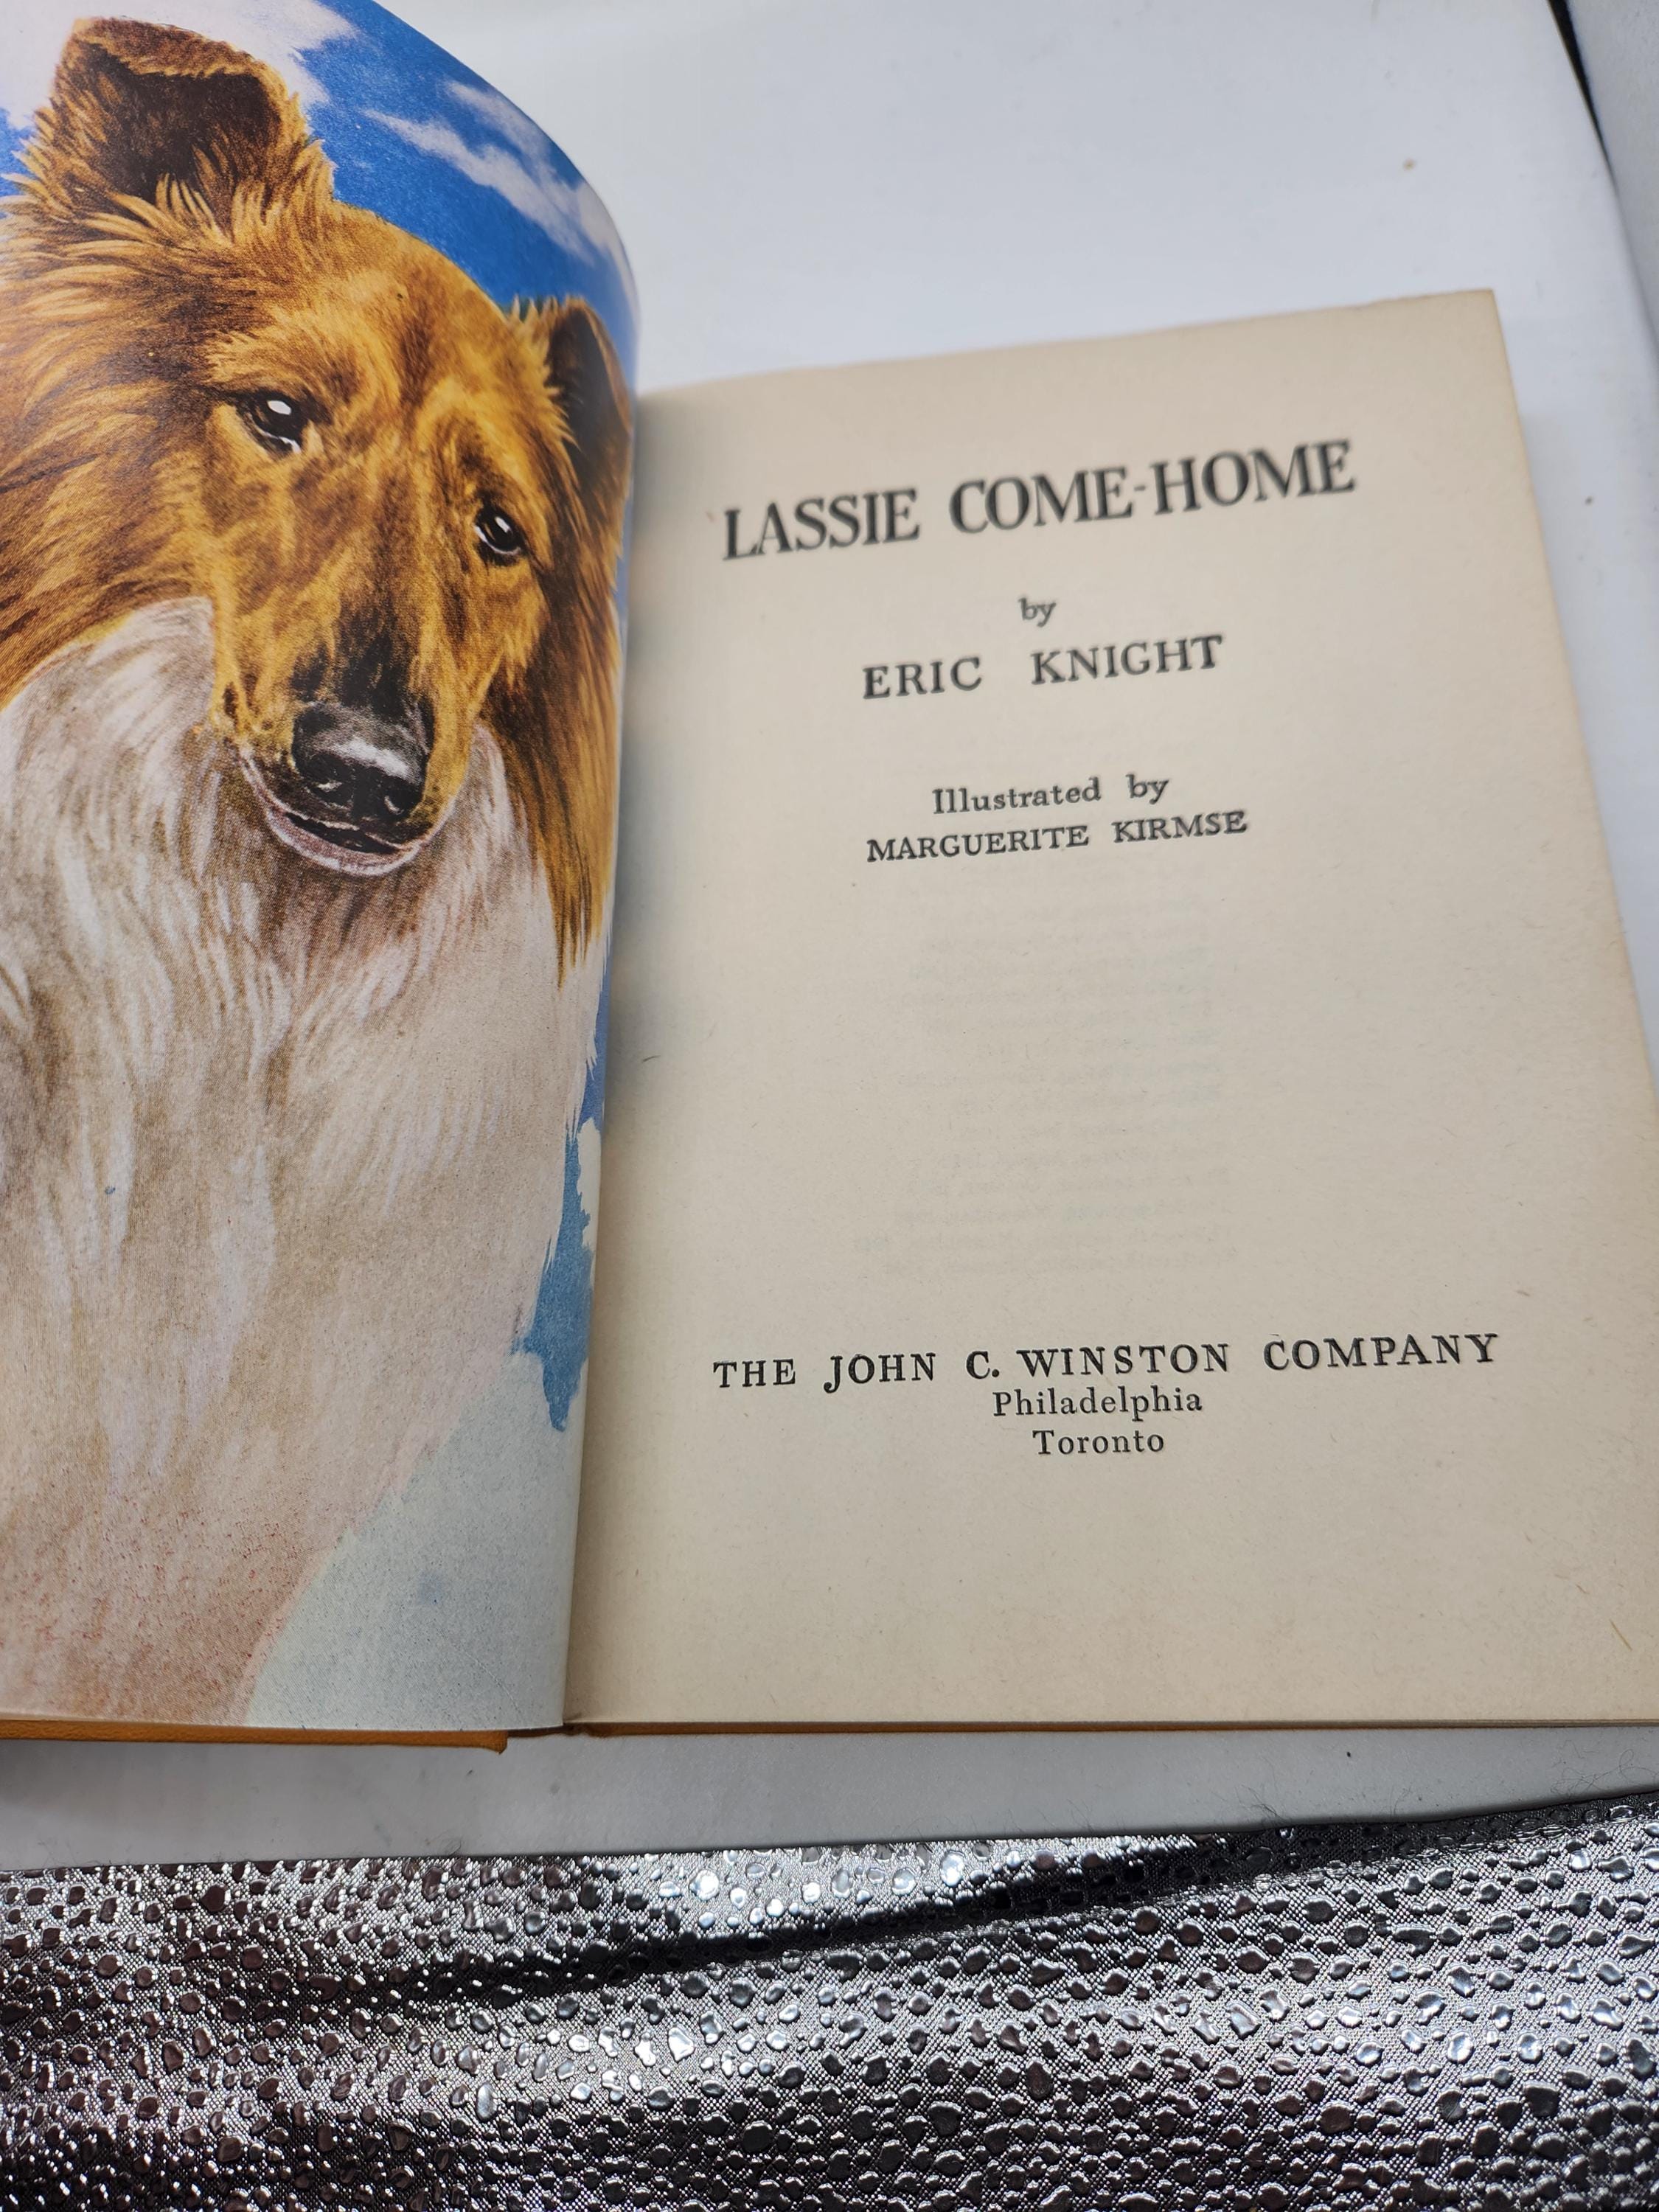 LASSIE COME-HOME
by
ERIC KNIGHT
Illustrated by
MARGUERITE KIRMSE
THE JOHN C. WINSTON COMPANY
Philadelphia
Toronto